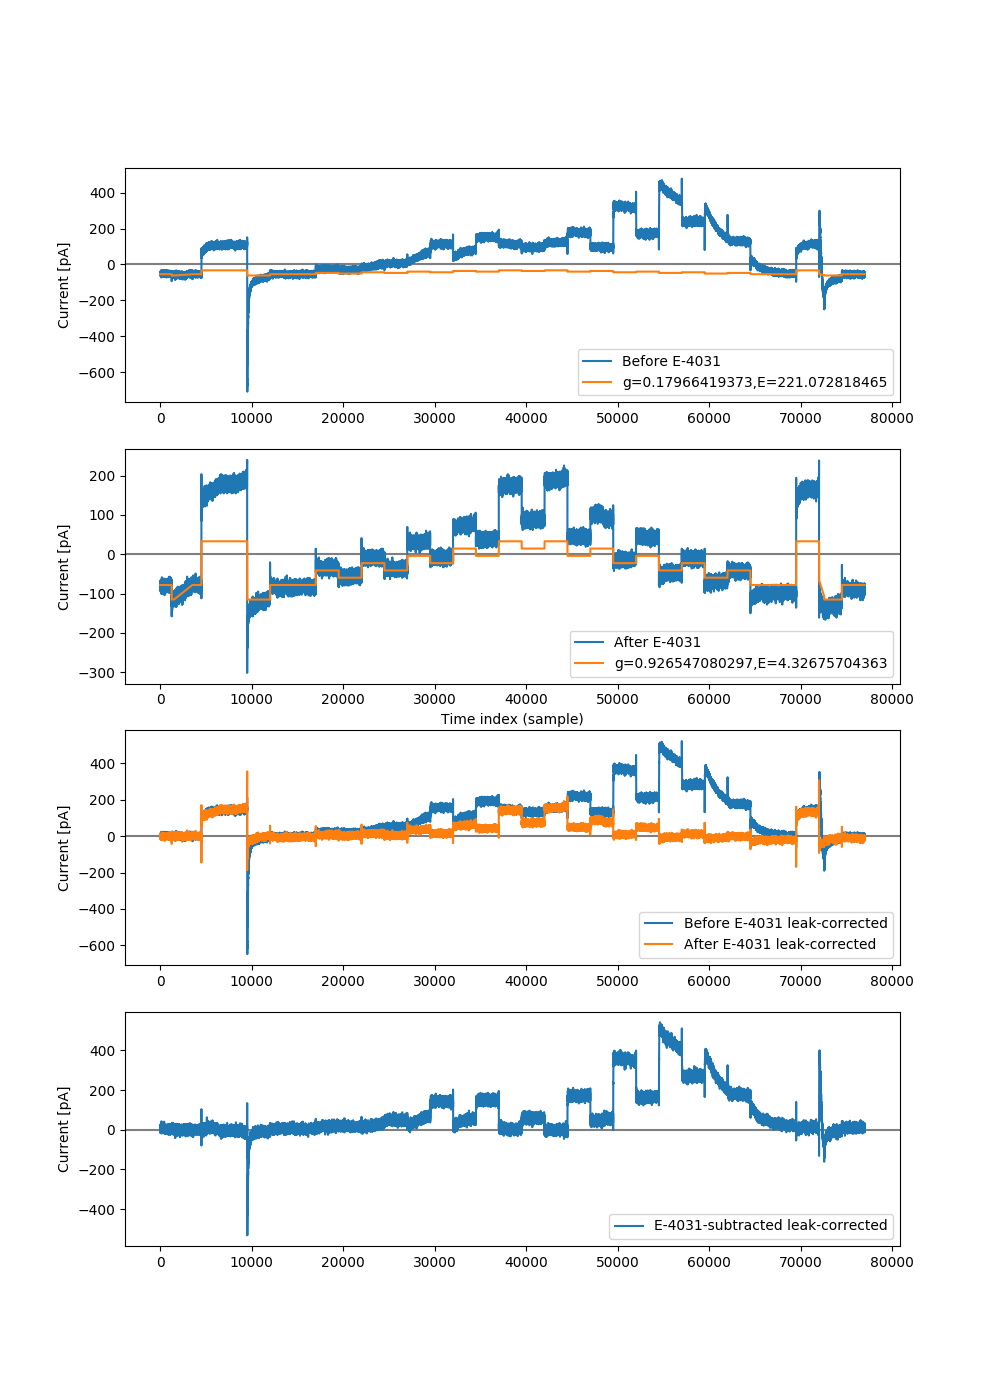 400
200
0
−200
−400
−600
Current [pA]
Before E-4031
g=0.17966419373,E=221.072818465
0 10000 20000 30000 40000 50000 60000 70000 80000
200
100
0
−100
−200
−300
Current [pA]
After E-4031
g=0.926547080297,E=4.32675704363
0 10000 20000 30000 40000 50000 60000 70000 80000
Time index (sample)
400
200
0
−200
−400
−600
Current [pA]
Before E-4031 leak-corrected
After E-4031 leak-corrected
0 10000 20000 30000 40000 50000 60000 70000 80000
400
200
0
−200
−400
Current [pA]
E-4031-subtracted leak-corrected
0 10000 20000 30000 40000 50000 60000 70000 80000